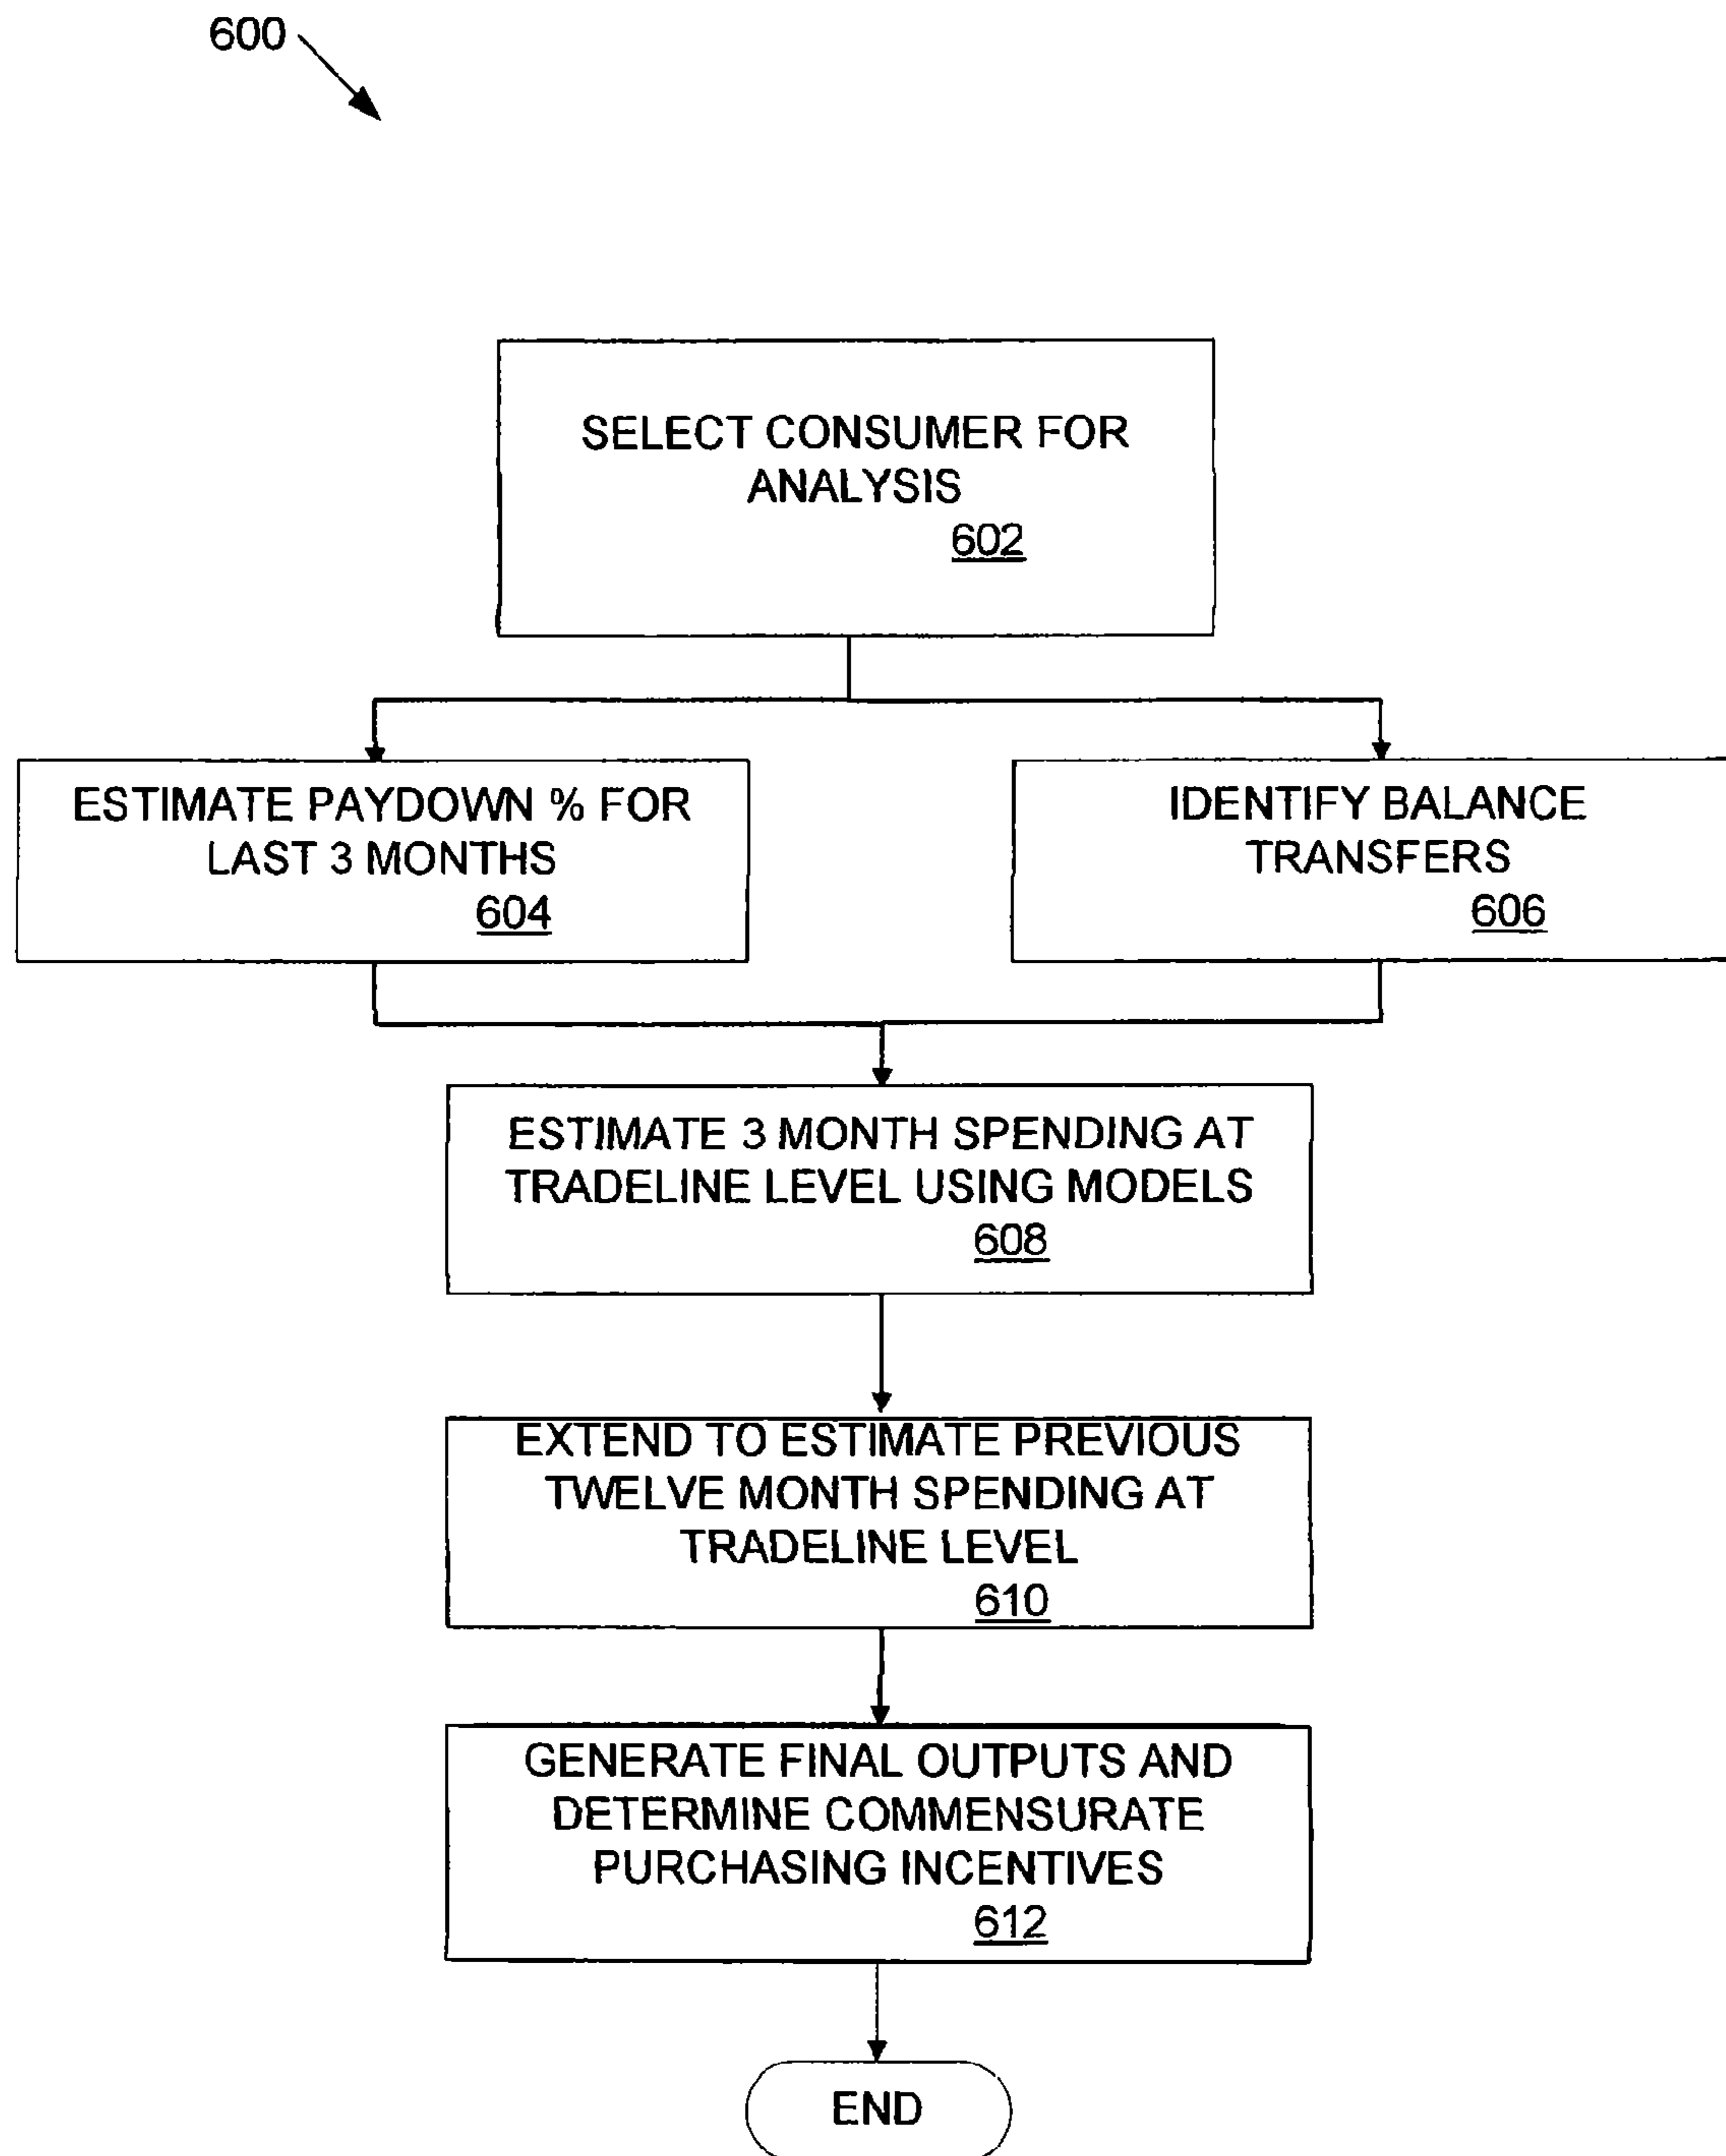 600
SELECT CONSUMER FOR
ANALYSIS
602
ESTIMATE PAYDOWN % FOR
LAST 3 MONTHS
604
IDENTIFY BALANCE
TRANSFERS
606
ESTIMATE 3 MONTH SPENDING AT
TRADELINE LEVEL USING MODELS
608
EXTEND TO ESTIMATE PREVIOUS
TWELVE MONTH SPENDING AT
TRADELINE LEVEL
610
GENERATE FINAL OUTPUTS AND
DETERMINE COMMENSURATE
PURCHASING INCENTIVES
612
END